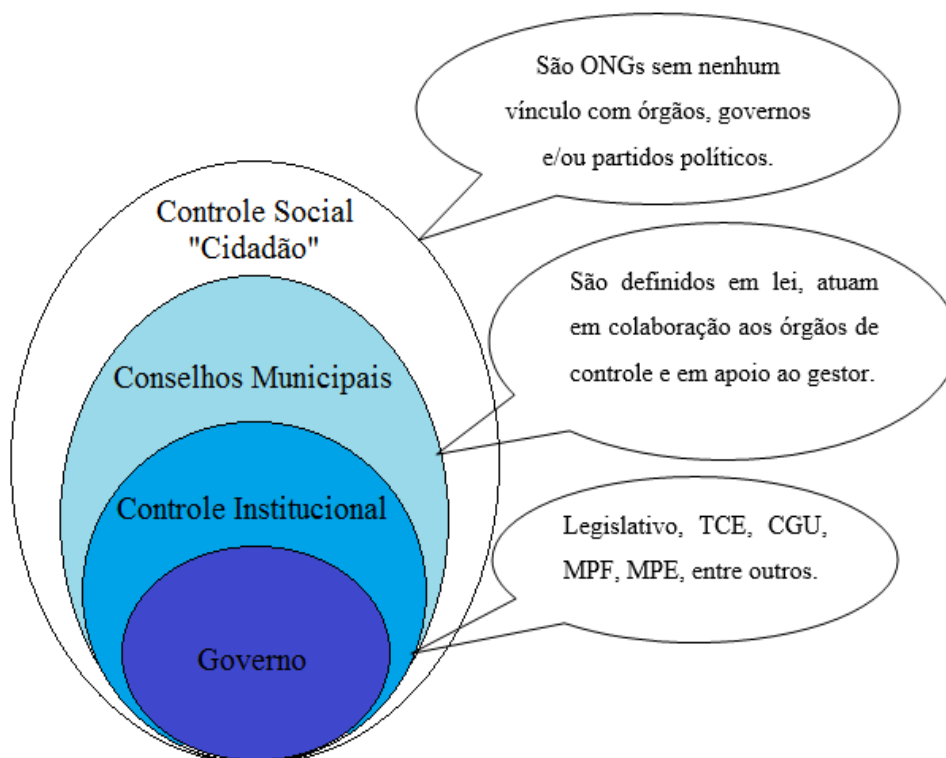 São ONGs sem nenhum
vínculo com órgãos, governos
e/ou partidos políticos.
Controle Social
"Cidadão"
São definidos em lei, atuam
em colaboração aos órgãos de
controle e em apoio ao gestor.
Conselhos Municipais
Controle Institucional
Legislativo, TCE, CGU,
MPF, MPE, entre outros.
Governo